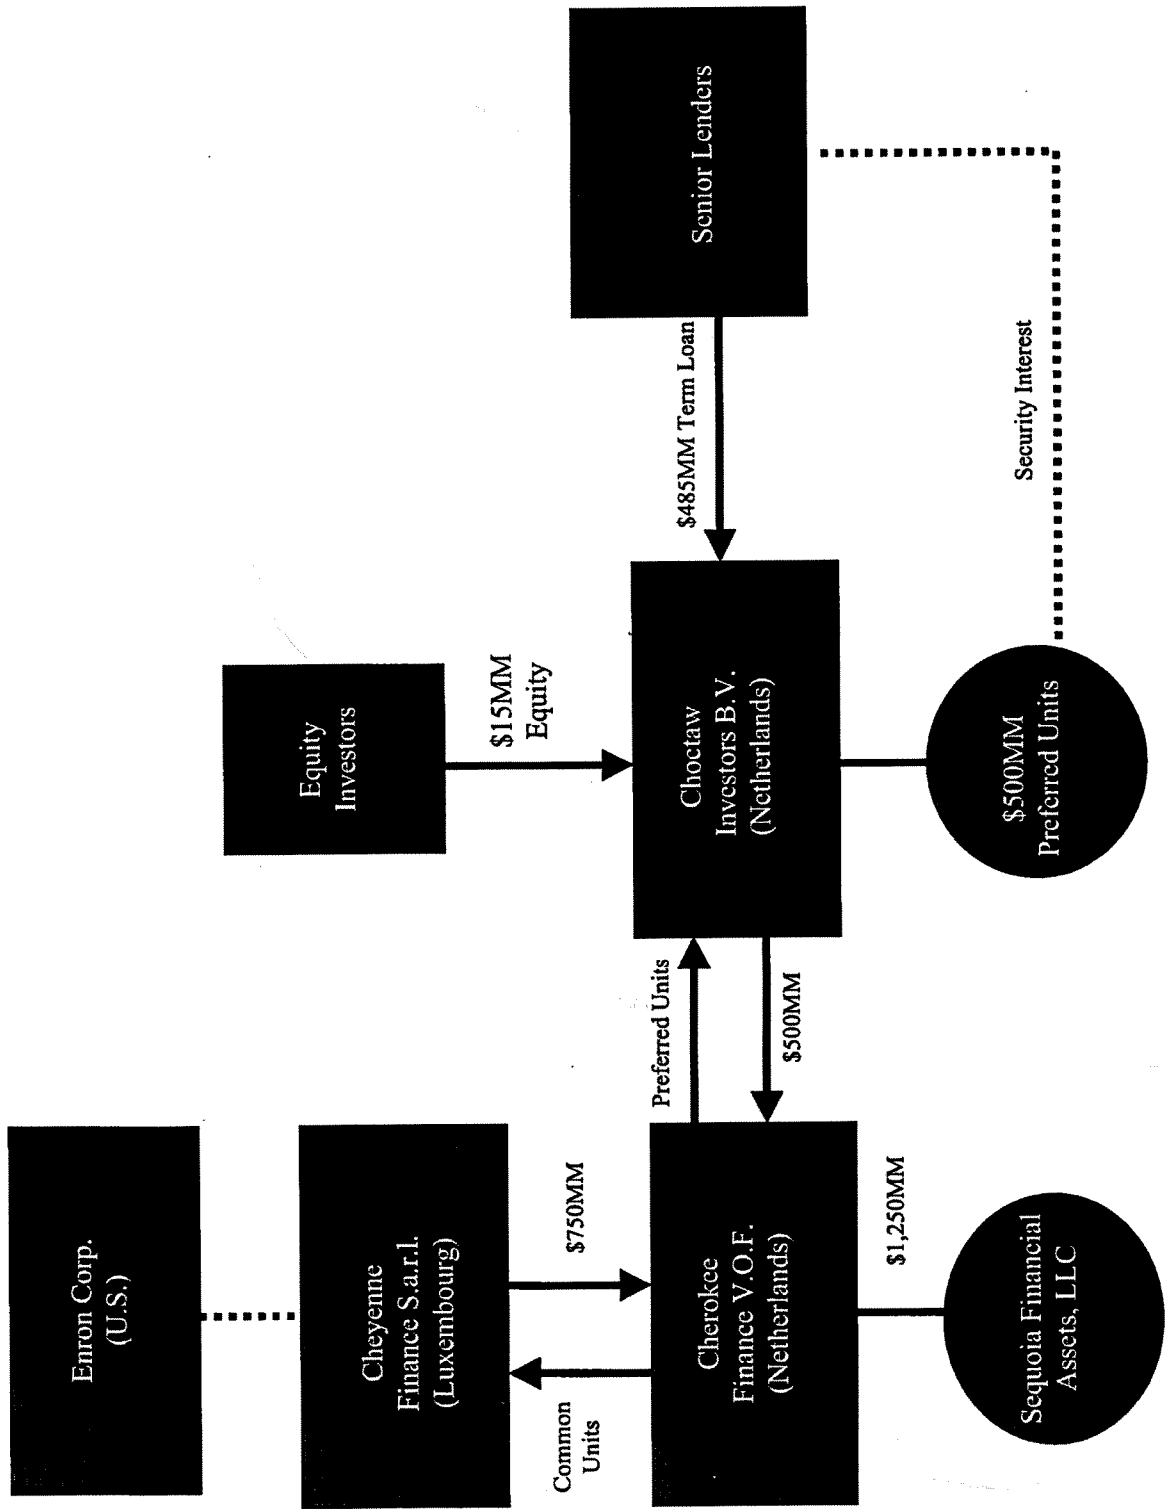 Enron Corp.
(U.S.)
Cheyenne
Finance S.a.r.l.
(Luxembourg)
Common
Units
$750MM
Cherokee
Finance V.O.F.
(Netherlands)
$1,250MM
Sequoia Financial
Assets, LLC
Preferred Units
$500MM
Equity
Investors
$15MM
Equity
Choctaw
Investors B.V.
(Netherlands)
$500MM
Preferred Units
$485MM Term Loan
Senior Lenders
Security Interest